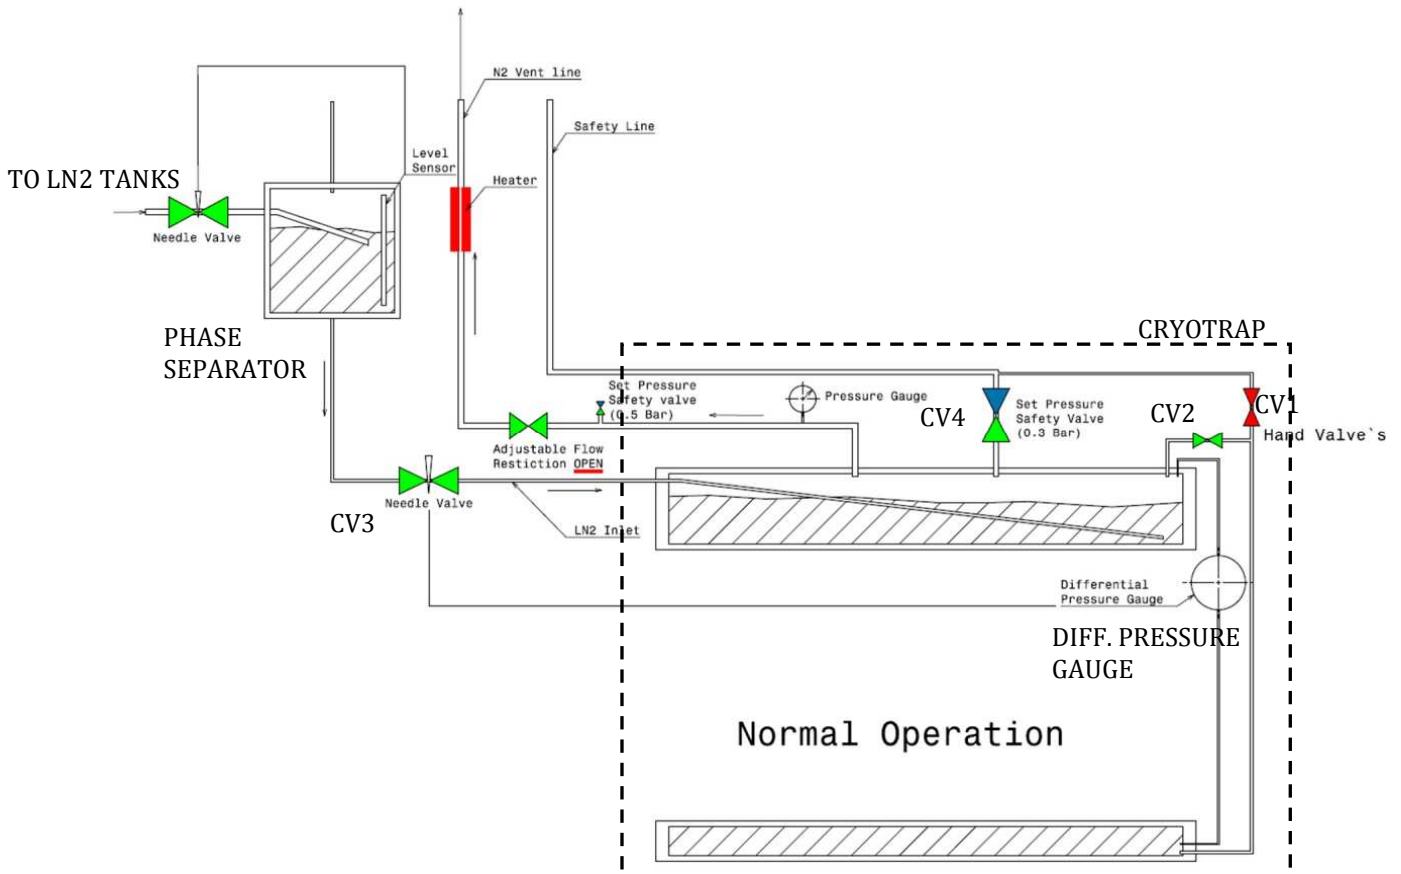 N2 Vent line
Safety Line
Level
Sensor
TO LN2 TANKS
Heater
Needle Valve
PHASE
SEPARATOR
CRYOTRAP
Set Pressure
Safety valve
(0.5 Bar)
Pressure Gauge
CV4
Set Pressure
Safety Valve
(0.3 Bar)
CV2
CV1
Hand Valve`s
Adjustable Flow
Restiction OPEN
Needle Valve
CV3
LN2 Inlet
Differential
Pressure Gauge
DIFF. PRESSURE
GAUGE
Normal Operation